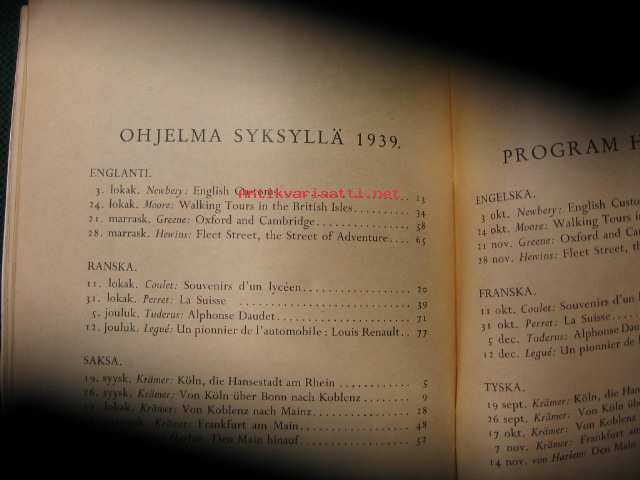 OHJELMA SYKSYLLÄ 1939.
ENGLANTI.
3. lokak. Newbery: English Customs 13
24. lokak. Moore: Walking Tours in the British Isles 34
21. marrask. Greene: Oxford and Cambridge 58
28. marrask. Hewins: Fleet Street, the Street of Adventure 65
RANSKA.
11. lokak. Coulet: Souvenirs d'un lycéen 20
31. lokak. Perret: La Suisse 39
5. jouluk. Tuderus: Alphonse Daudet 71
12. jouluk. Legué: Un pionnier de l'automobile : Louis Renault 77
SAKSA.
19. syysk. Krämer: Köln, die Hansestadt am Rhein 5
26. syysk. Krämer: Von Köln über Bonn nach Koblenz 9
lokak. Krämer: Von Koblenz nach Mainz 28
Krämer: Frankfurt am Main 48
Den Main hinauf 52
antikvariaatti.net
PROGRAM H
ENGELSKA.
3 okt. Newbery: English Custo
24 okt. Moore: Walking Tours in
21 nov. Greene: Oxford and C
28 nov. Hewins: Fleet Street, the
FRANSKA.
11 okt. Coulet: Souvenirs d'un l
31 okt. Perret: La Suisse
5 dec. Tuderus: Alphonse Dau
12 dec. Legué: Un pionnier de l
TYSKA.
19 sept. Krämer: Köln, die Han
26 sept. Krämer: Von Köln üb
17 okt. Krämer: Von Koblenz
7 nov. Krämer: Frankfurt am
14 nov. von Harlem: Den Main